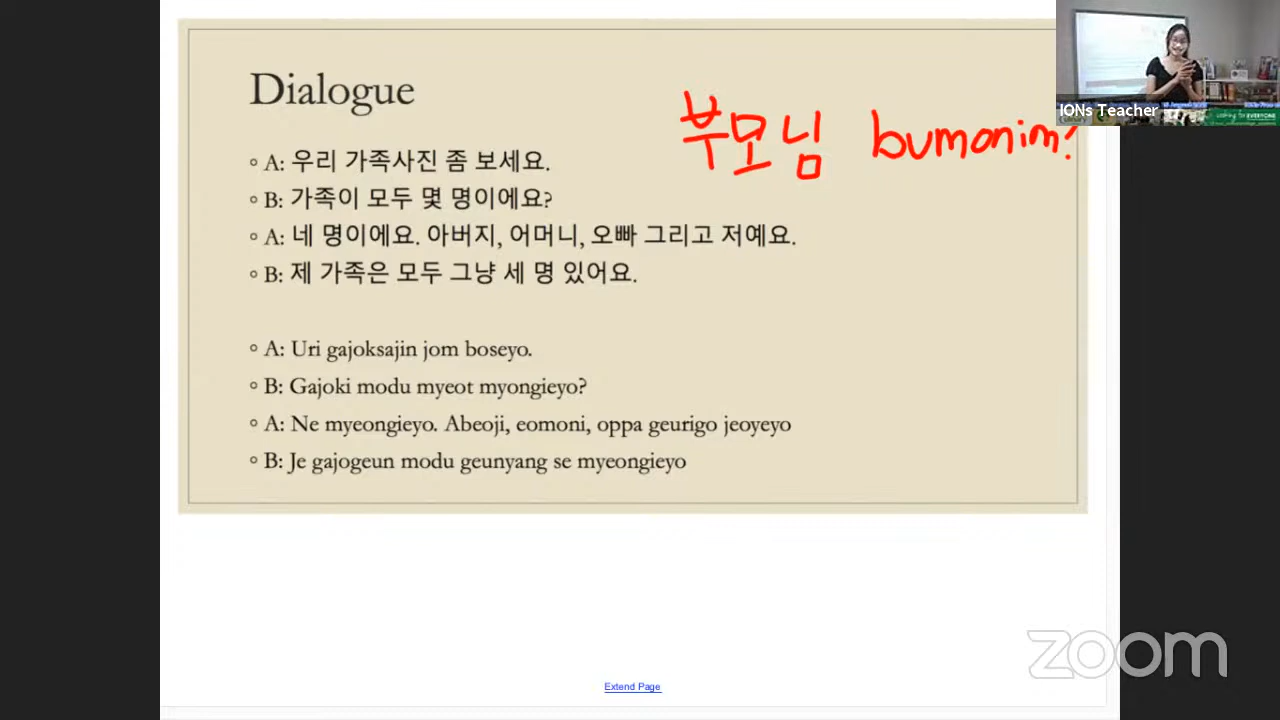 Dialogue
부모님 bumonim?
IONs Teacher
A: 우리 가족사진 좀 보세요.
B: 가족이 모두 몇 명이에요?
A: 네 명이에요. 아버지, 어머니, 오빠 그리고 저예요.
B: 제 가족은 모두 그냥 세 명 있어요.
A: Uri gajoksajin jom boseyo.
B: Gajoki modu myeot myongieyo?
A: Ne myeongieyo. Abeoji, eomoni, oppa geurigo jeoyeyo
B: Je gajogeun modu geunyang se myeongieyo
zoom
Extend Page